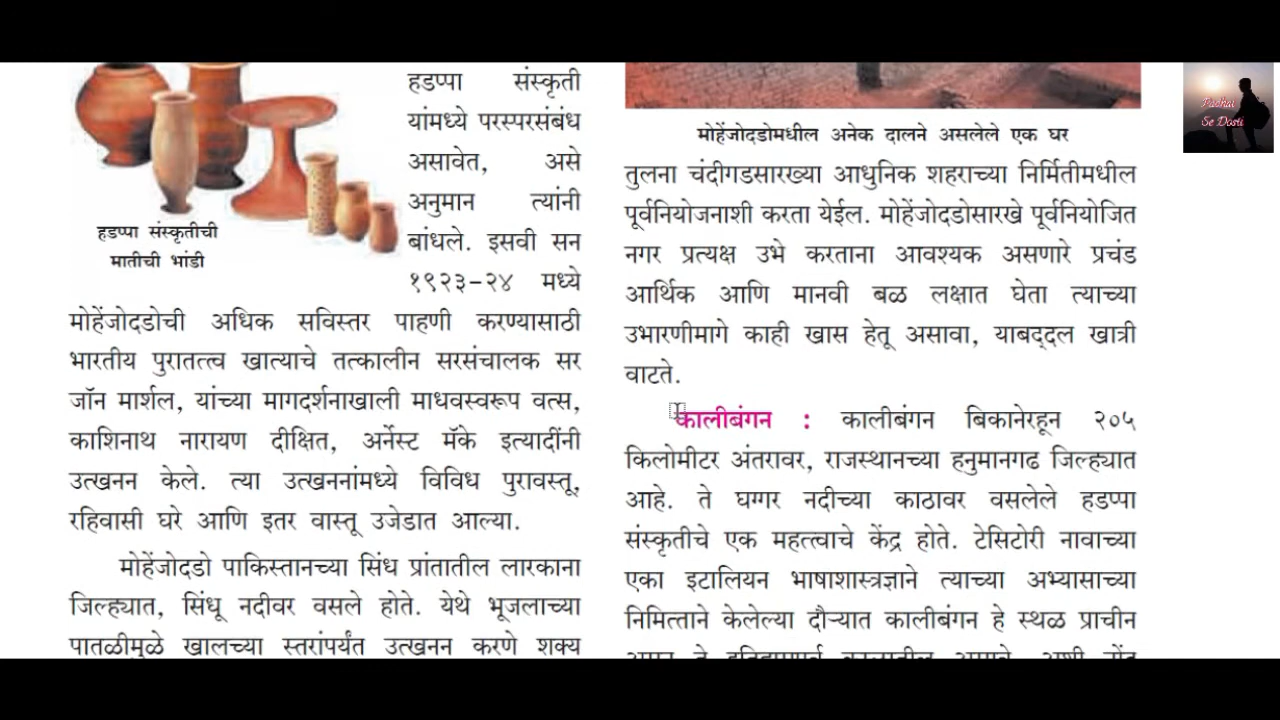 हडप्पा संस्कृती
यांमध्ये परस्परसंबंध
असावेत, असे
अनुमान त्यांनी
बांधले. इसवी सन
१९२३-२४ मध्ये
हडप्पा संस्कृतीची
मातीची भांडी
मोहेंजोदडोची अधिक सविस्तर पाहणी करण्यासाठी
भारतीय पुरातत्त्व खात्याचे तत्कालीन सरसंचालक सर
जॉन मार्शल, यांच्या मागदर्शनाखाली माधवस्वरूप वत्स,
काशिनाथ नारायण दीक्षित, अर्नेस्ट मॅके इत्यादींनी
उत्खनन केले. त्या उत्खननांमध्ये विविध पुरावस्तू,
रहिवासी घरे आणि इतर वास्तू उजेडात आल्या.
मोहेंजोदडो पाकिस्तानच्या सिंध प्रांतातील लारकाना
जिल्ह्यात, सिंधू नदीवर वसले होते. येथे भूजलाच्या
पातळीमुळे खालच्या स्तरांपर्यंत उत्खनन करणे शक्य
मोहेंजोदडोमधील अनेक दालने असलेले एक घर
तुलना चंदीगडसारख्या आधुनिक शहराच्या निर्मितीमधील
पूर्वनियोजनाशी करता येईल. मोहेंजोदडोसारखे पूर्वनियोजित
नगर प्रत्यक्ष उभे करताना आवश्यक असणारे प्रचंड
आर्थिक आणि मानवी बळ लक्षात घेता त्याच्या
उभारणीमागे काही खास हेतू असावा, याबद्दल खात्री
वाटते.
कालीबंगन : कालीबंगन बिकानेरहून २०५
किलोमीटर अंतरावर, राजस्थानच्या हनुमानगढ जिल्ह्यात
आहे. ते घग्गर नदीच्या काठावर वसलेले हडप्पा
संस्कृतीचे एक महत्त्वाचे केंद्र होते. टेसिटोरी नावाच्या
एका इटालियन भाषाशास्त्रज्ञाने त्याच्या अभ्यासाच्या
निमित्ताने केलेल्या दौऱ्यात कालीबंगन हे स्थळ प्राचीन
Padhai
Se Dosti